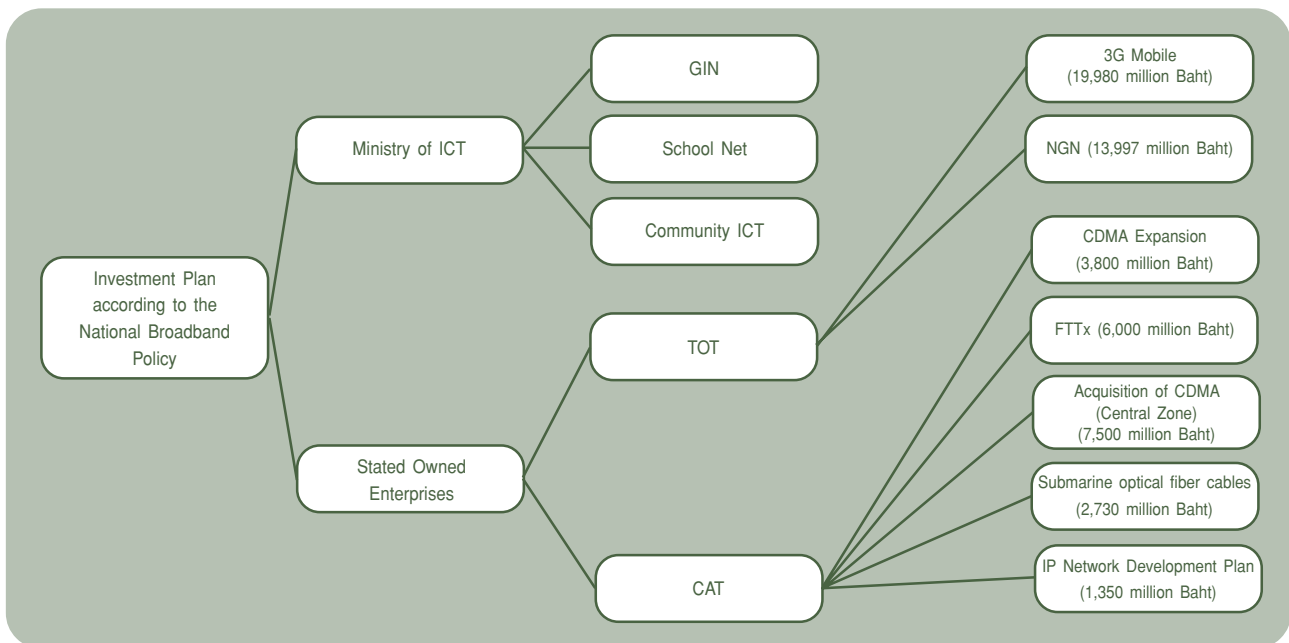 Investment Plan
according to the
National Broadband
Policy
Ministry of ICT
Stated Owned
Enterprises
GIN
School Net
Community ICT
TOT
CAT
3G Mobile
(19,980 million Baht)
NGN (13,997 million Baht)
CDMA Expansion
(3,800 million Baht)
FTTx (6,000 million Baht)
Acquisition of CDMA
(Central Zone)
(7,500 million Baht)
Submarine optical fiber cables
(2,730 million Baht)
IP Network Development Plan
(1,350 million Baht)